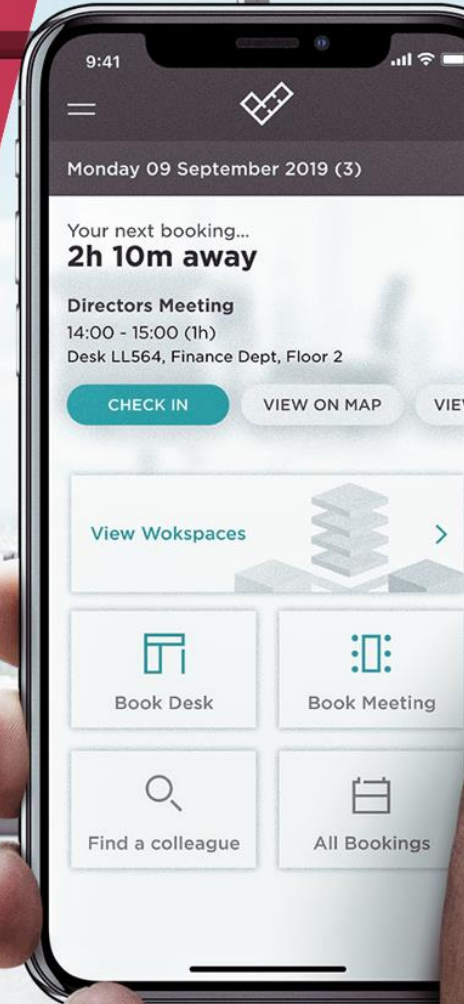 9:41
Monday 09 September 2019 (3)
Your next booking...
2h 10m away
Directors Meeting
14:00 - 15:00 (1h)
Desk LL564, Finance Dept, Floor 2
CHECK IN
VIEW ON MAP
VIEW
View Wokspaces
Book Desk
Book Meeting
Find a colleague
All Bookings